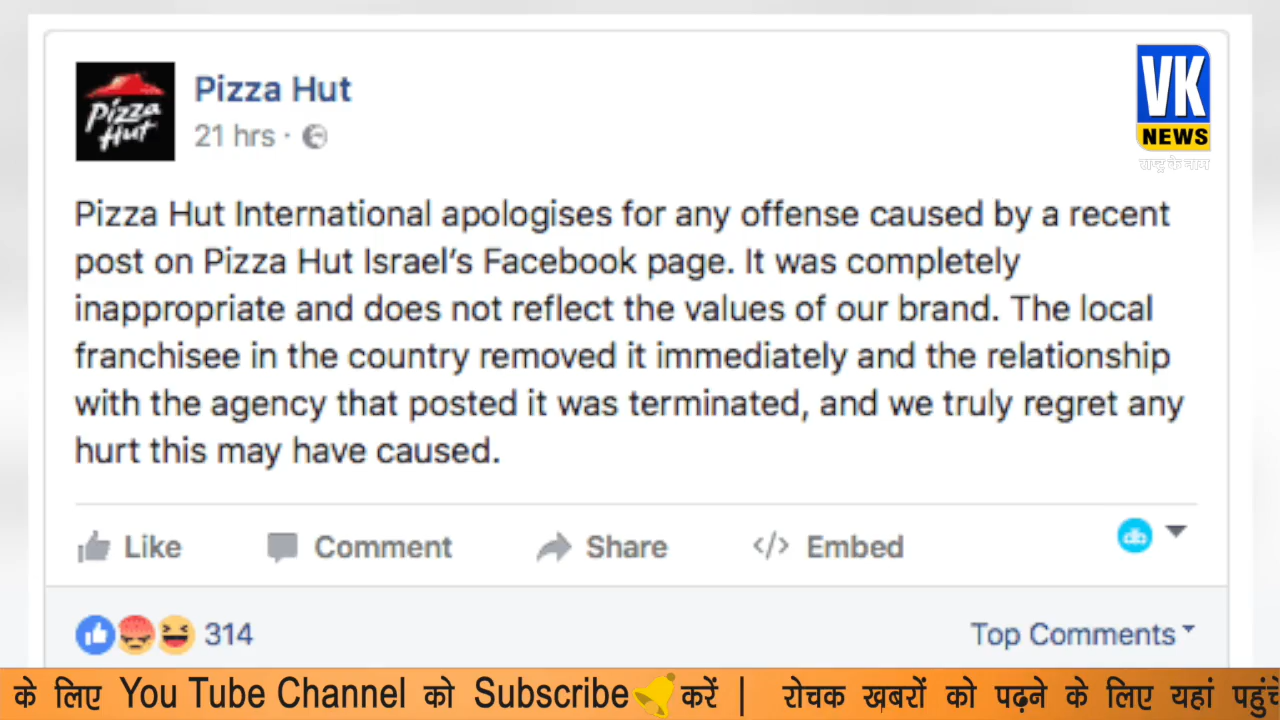 Pizza Hut
Pizza Hut
21 hrs ·
VK
NEWS
राष्ट्र के नाम
Pizza Hut International apologises for any offense caused by a recent
post on Pizza Hut Israel's Facebook page. It was completely
inappropriate and does not reflect the values of our brand. The local
franchisee in the country removed it immediately and the relationship
with the agency that posted it was terminated, and we truly regret any
hurt this may have caused.
Like Comment Share </> Embed db
314 Top Comments
के लिए You Tube Channel को Subscribe करें | रोचक खबरों को पढ़ने के लिए यहां